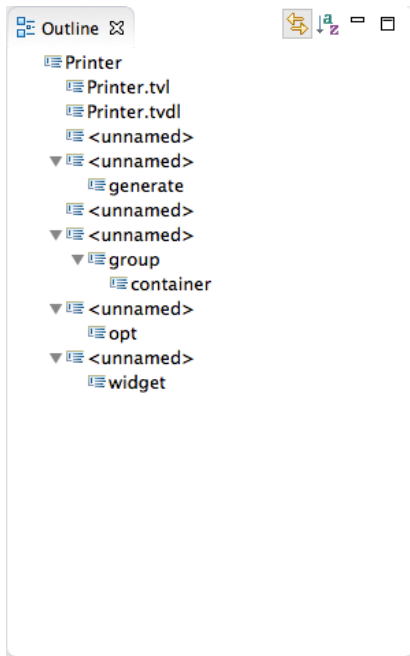 Outline
Printer
Printer.tvl
Printer.tvdl
<unnamed>
<unnamed>
generate
<unnamed>
<unnamed>
group
container
<unnamed>
opt
<unnamed>
widget